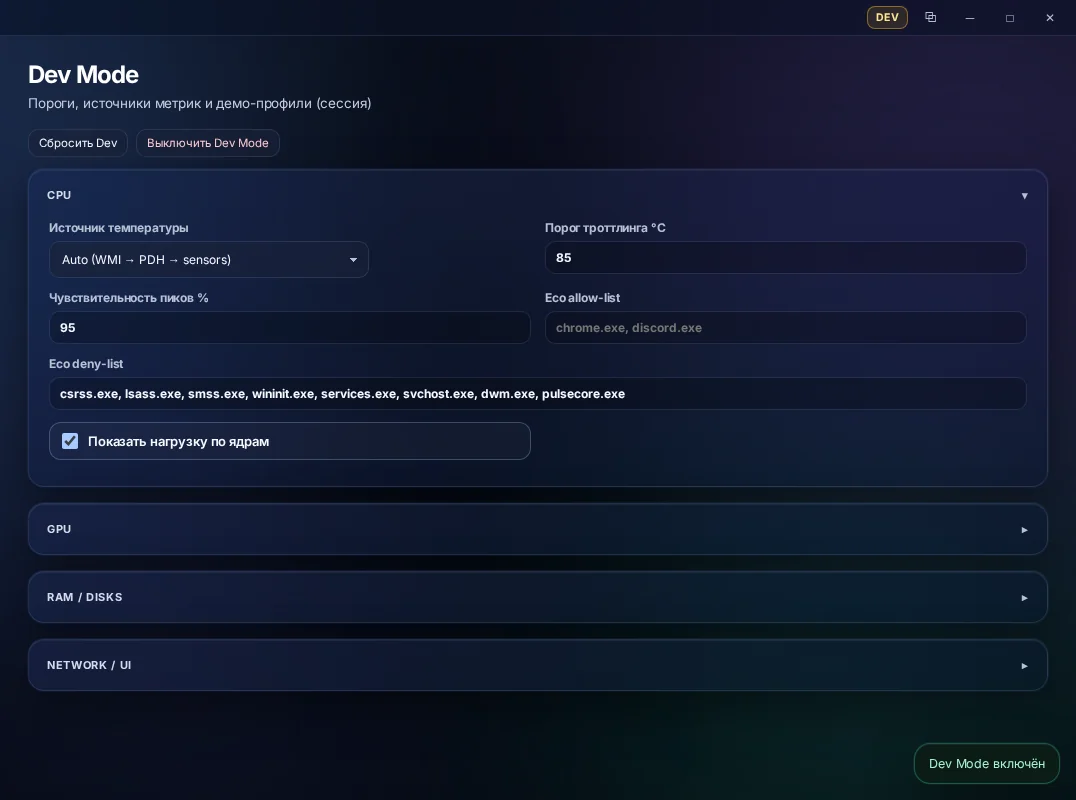 DEV
Dev Mode
Пороги, источники метрик и демо-профили (сессия)
Сбросить Dev
Выключить Dev Mode
CPU
Источник температуры
Порог троттлинга °C
Auto (WMI → PDH → sensors)
85
Чувствительность пиков %
Eco allow-list
95
chrome.exe, discord.exe
Eco deny-list
csrss.exe, lsass.exe, smss.exe, wininit.exe, services.exe, svchost.exe, dwm.exe, pulsecore.exe
Показать нагрузку по ядрам
GPU
RAM / DISKS
NETWORK / UI
Dev Mode включён